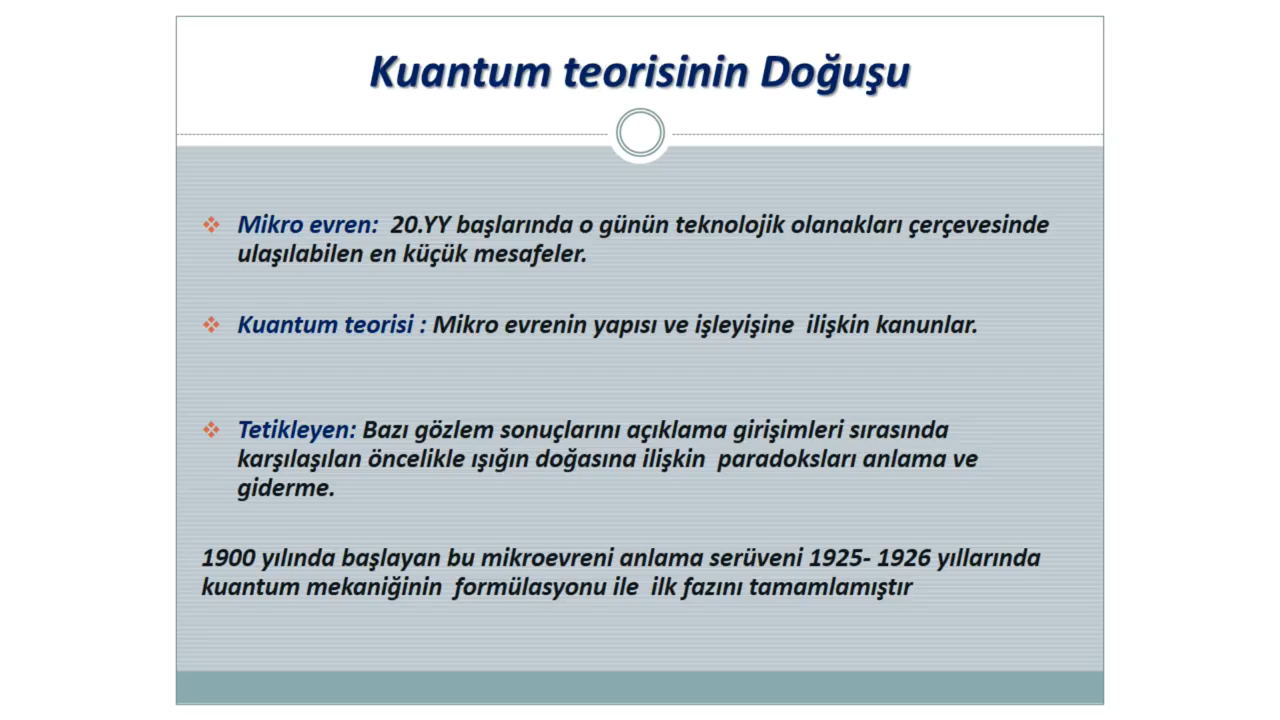 Kuantum teorisinin Doğuşu
Mikro evren: 20.YY başlarında o günün teknolojik olanakları çerçevesinde
ulaşılabilen en küçük mesafeler.
Kuantum teorisi : Mikro evrenin yapısı ve işleyişine ilişkin kanunlar.
Tetikleyen: Bazı gözlem sonuçlarını açıklama girişimleri sırasında
karşılaşılan öncelikle ışığın doğasına ilişkin paradoksları anlama ve
giderme.
1900 yılında başlayan bu mikroevreni anlama serüveni 1925- 1926 yıllarında
kuantum mekaniğinin formülasyonu ile ilk fazını tamamlamıştır